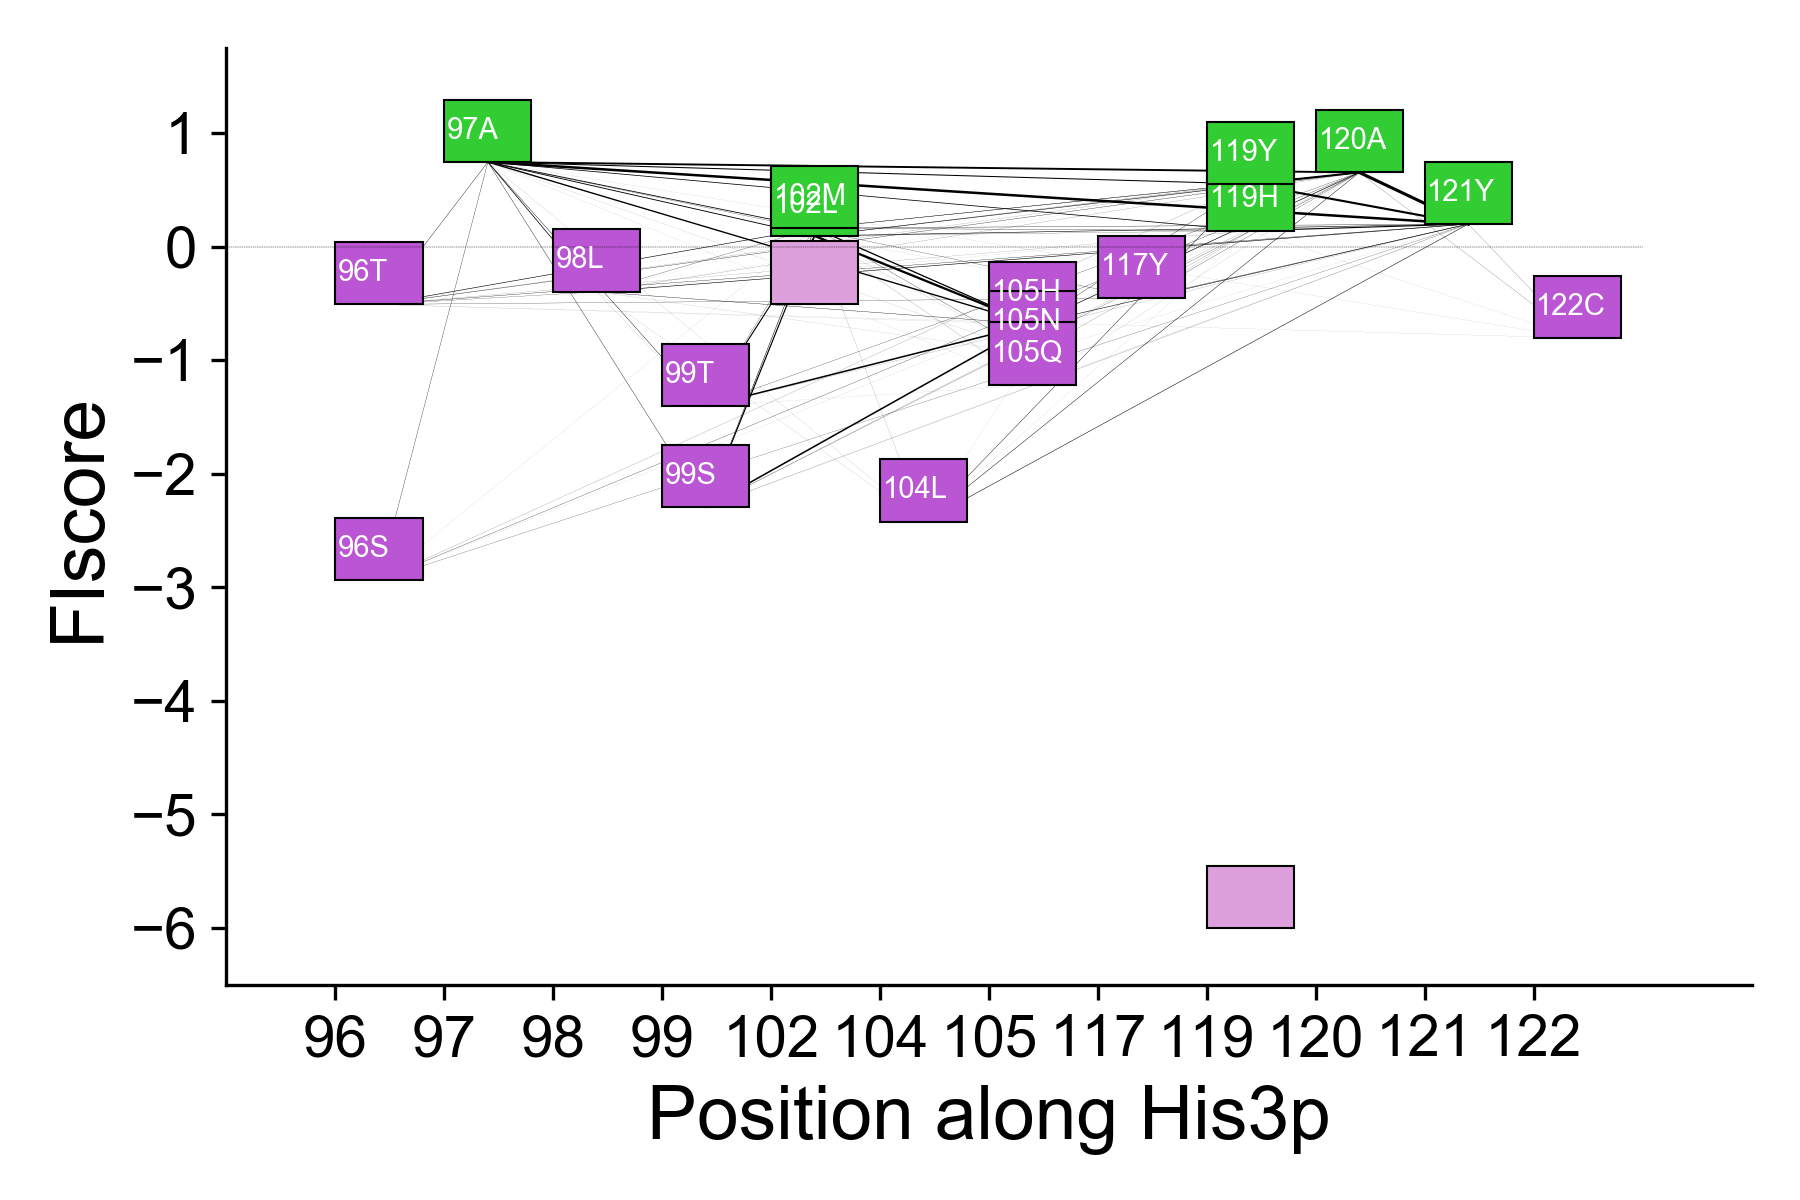 FIscore
1
0
−1
−2
−3
−4
−5
−6
97A
119Y
120A
102M
102L
119H
121Y
96T
98L
117Y
105H
105N
105Q
122C
99T
99S
104L
96S
96 97 98 99 102 104 105 117 119 120 121 122
Position along His3p